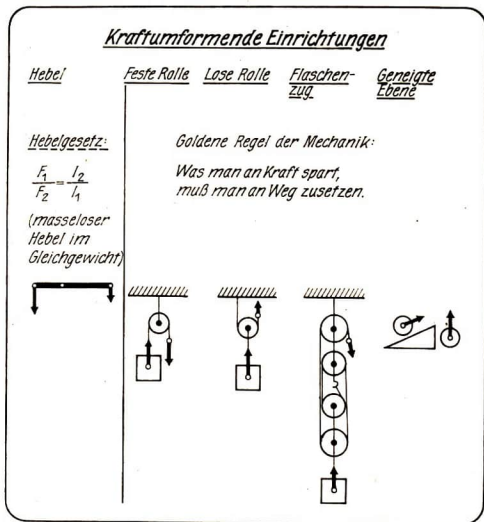 Kraftumformende Einrichtungen
Hebel
Feste Rolle
Lose Rolle
Flaschen-
zug
Geneigte
Ebene
Hebelgesetz:
F₁/F₂ = l₂/l₁
(masseloser
Hebel im
Gleichgewicht)
Goldene Regel der Mechanik:
Was man an Kraft spart,
muß man an Weg zusetzen.